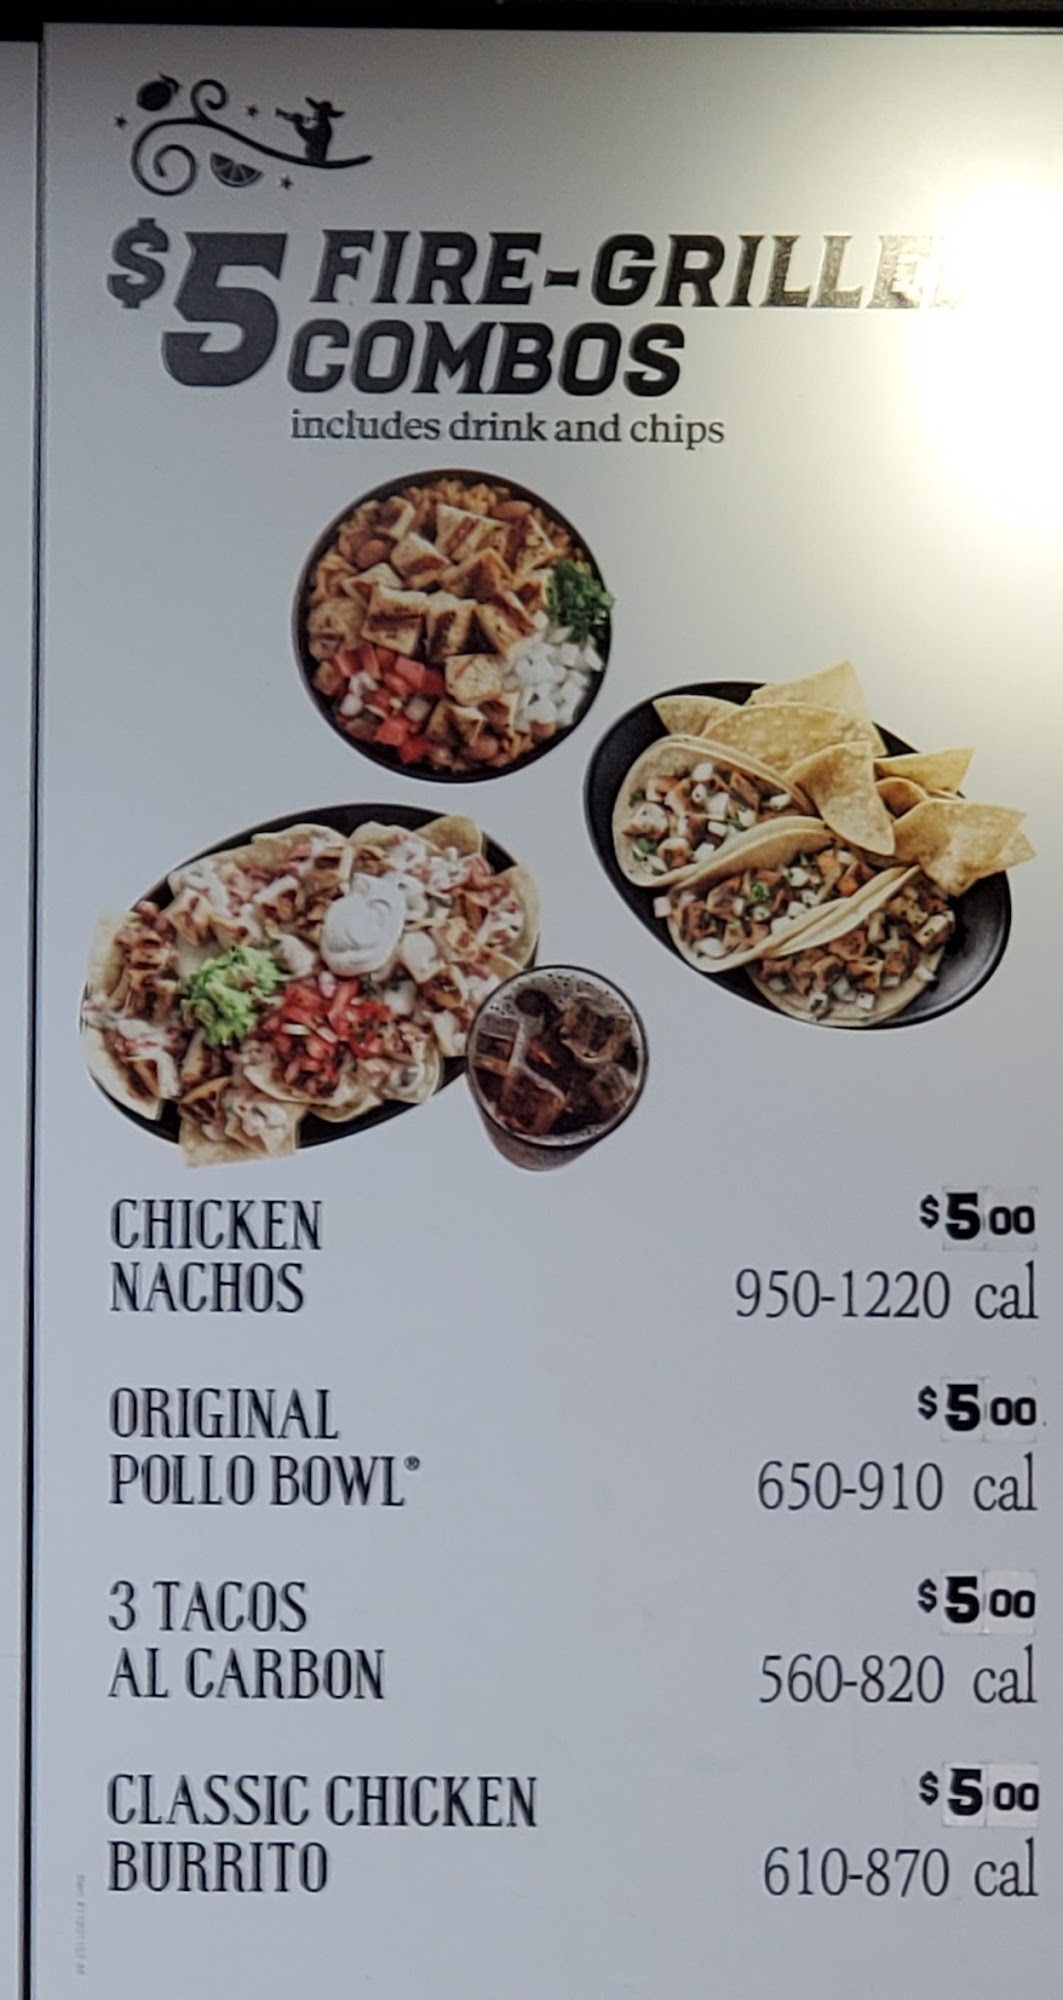 $5 FIRE-GRILLED
COMBOS
includes drink and chips
CHICKEN
NACHOS
$5 00
950-1220 cal
ORIGINAL
POLLO BOWL®
$5 00
650-910 cal
3 TACOS
AL CARBON
$5 00
560-820 cal
CLASSIC CHICKEN
BURRITO
$5 00
610-870 cal